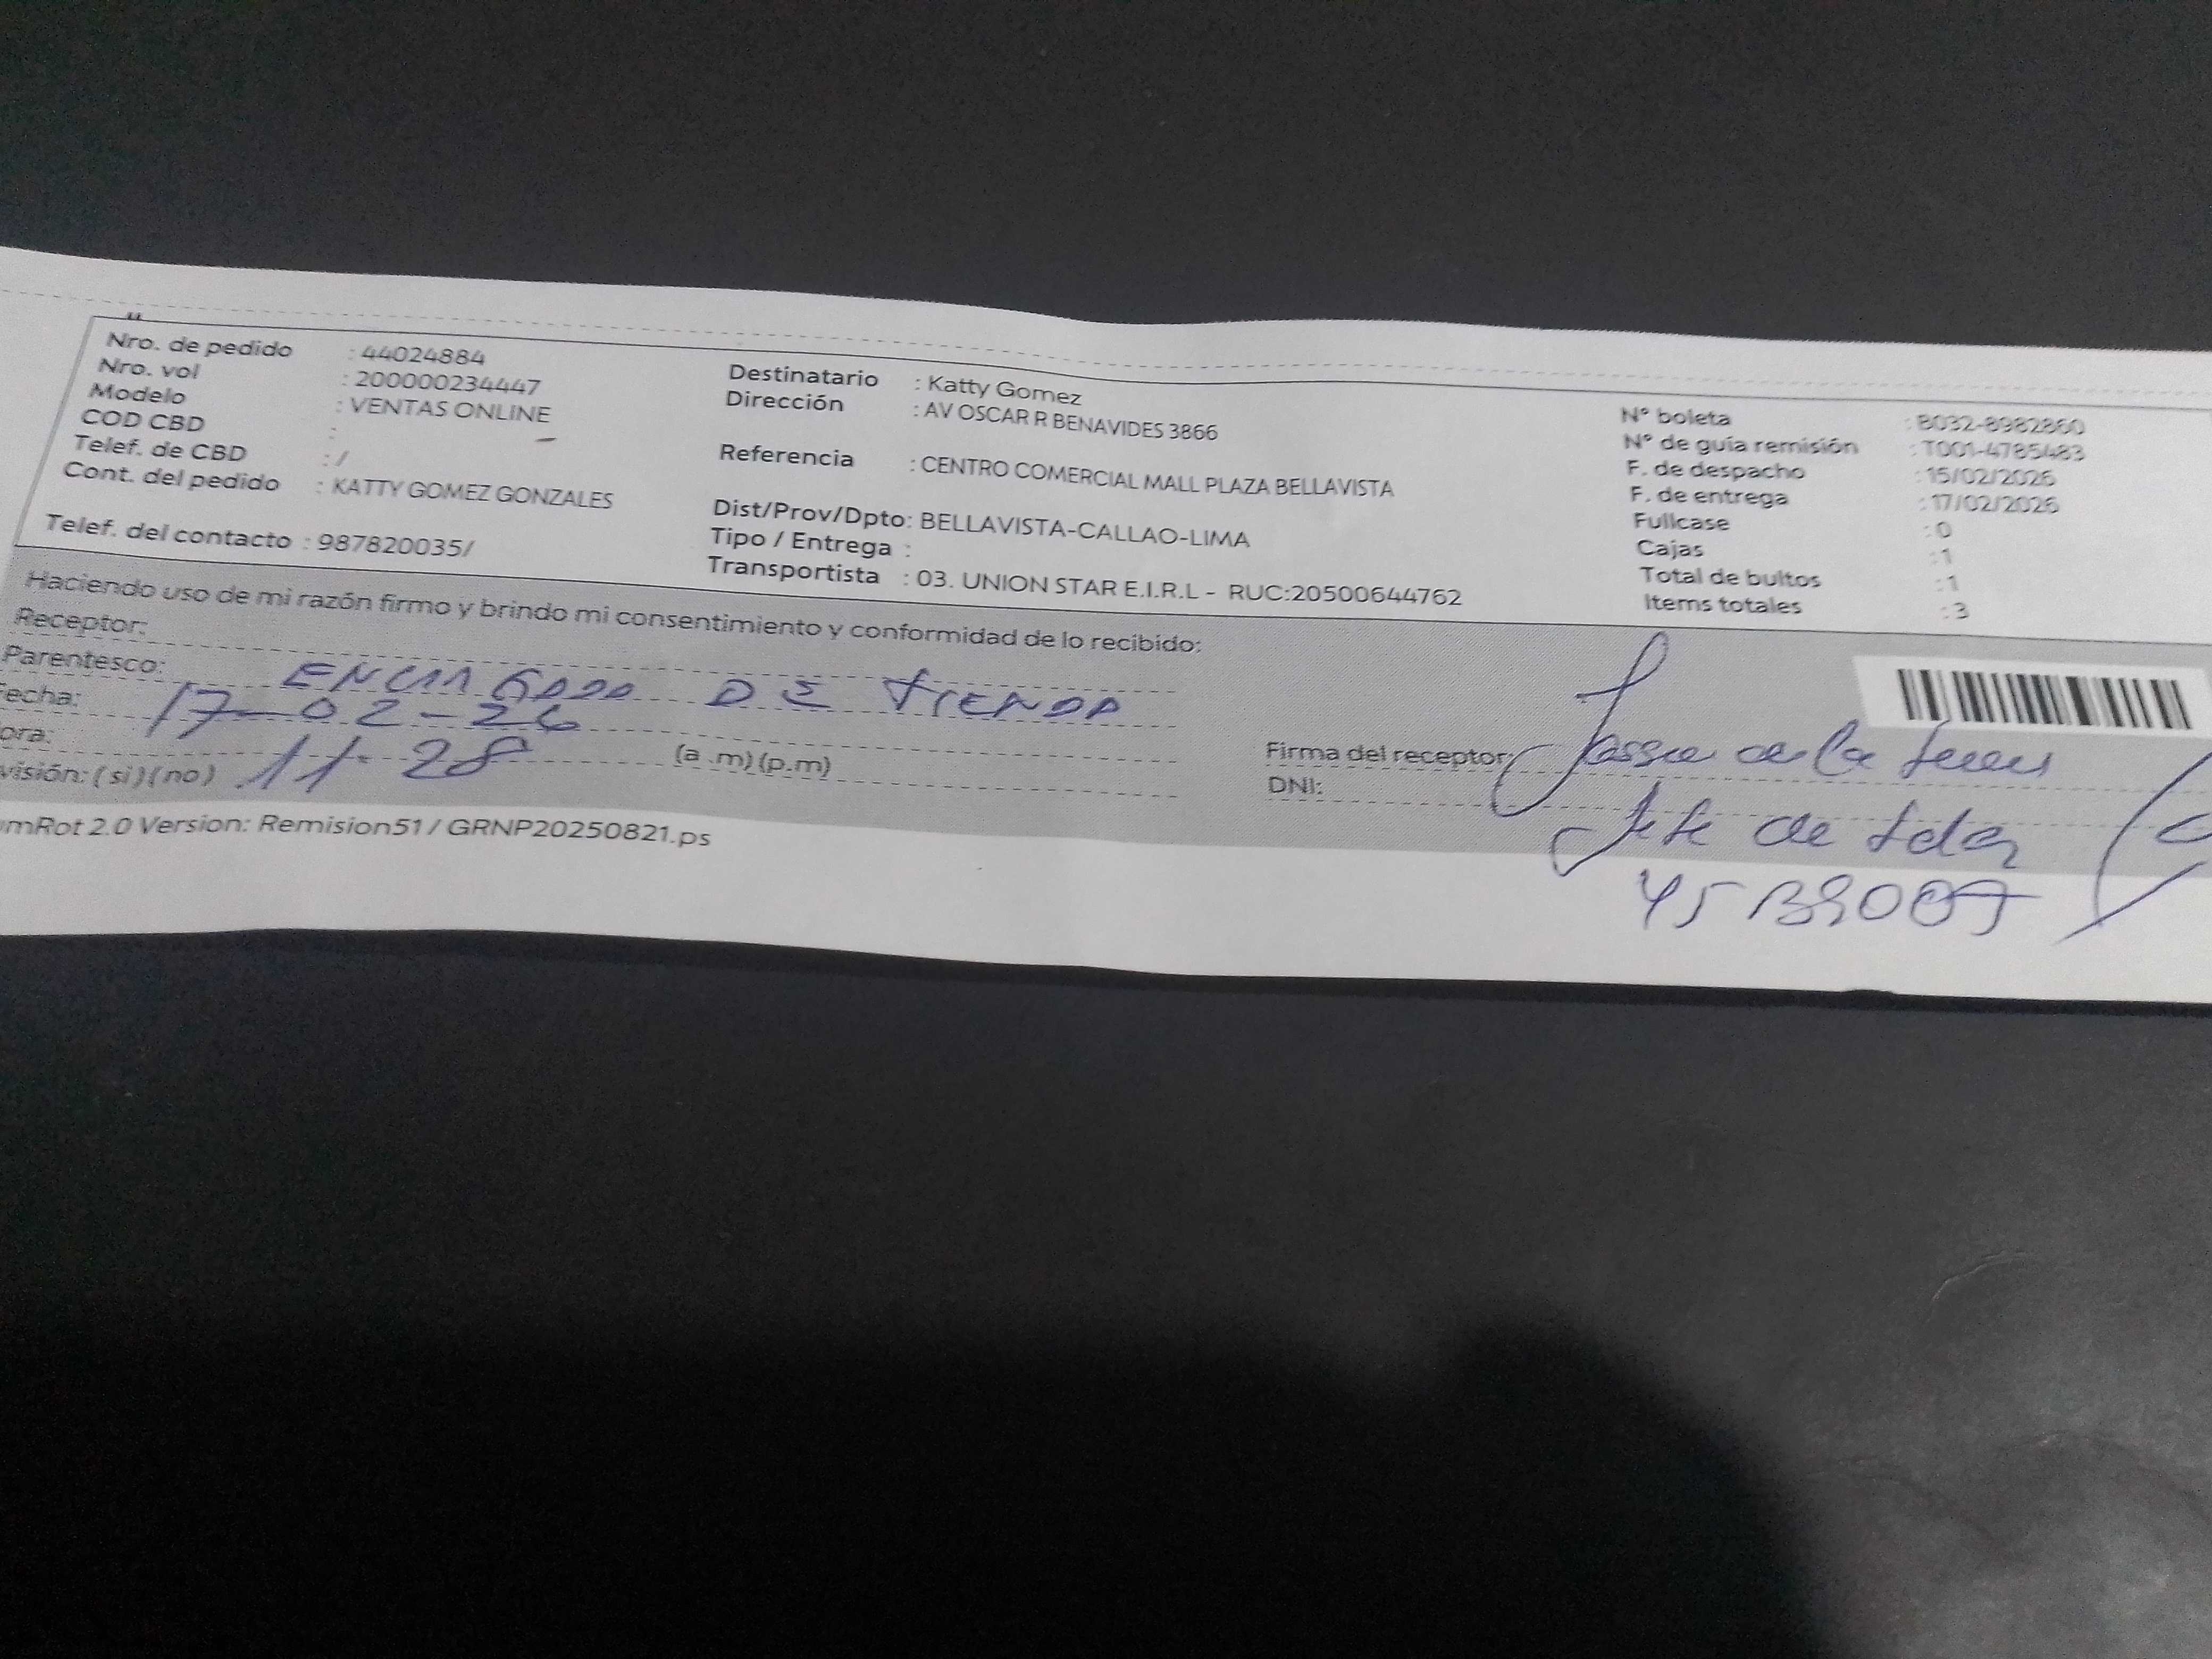 Nro. de pedido : 44024884
Nro. vol : 200000234447
Modelo : VENTAS ONLINE
COD CBD :
Telef. de CBD : /
Cont. del pedido : KATTY GOMEZ GONZALES
Telef. del contacto : 987820035/
Destinatario : Katty Gomez
Dirección : AV OSCAR R BENAVIDES 3866
Referencia : CENTRO COMERCIAL MALL PLAZA BELLAVISTA
Dist/Prov/Dpto: BELLAVISTA-CALLAO-LIMA
Tipo / Entrega :
Transportista : 03. UNION STAR E.I.R.L - RUC:20500644762
N° boleta : B032-8982860
N° de guía remisión : T001-4785483
F. de despacho : 15/02/2026
F. de entrega : 17/02/2026
Fullcase : 0
Cajas : 1
Total de bultos : 1
Items totales : 3
Haciendo uso de mi razón firmo y brindo mi consentimiento y conformidad de lo recibido:
Receptor:
Parentesco: ENCARGADO DE TIENDA
Fecha: 17-02-26
ora: 11:28 (a .m) (p.m)
visión: ( si ) ( no )
Firma del receptor: de la
DNI: Jefe de
mRot 2.0 Version: Remision51 / GRNP20250821.ps